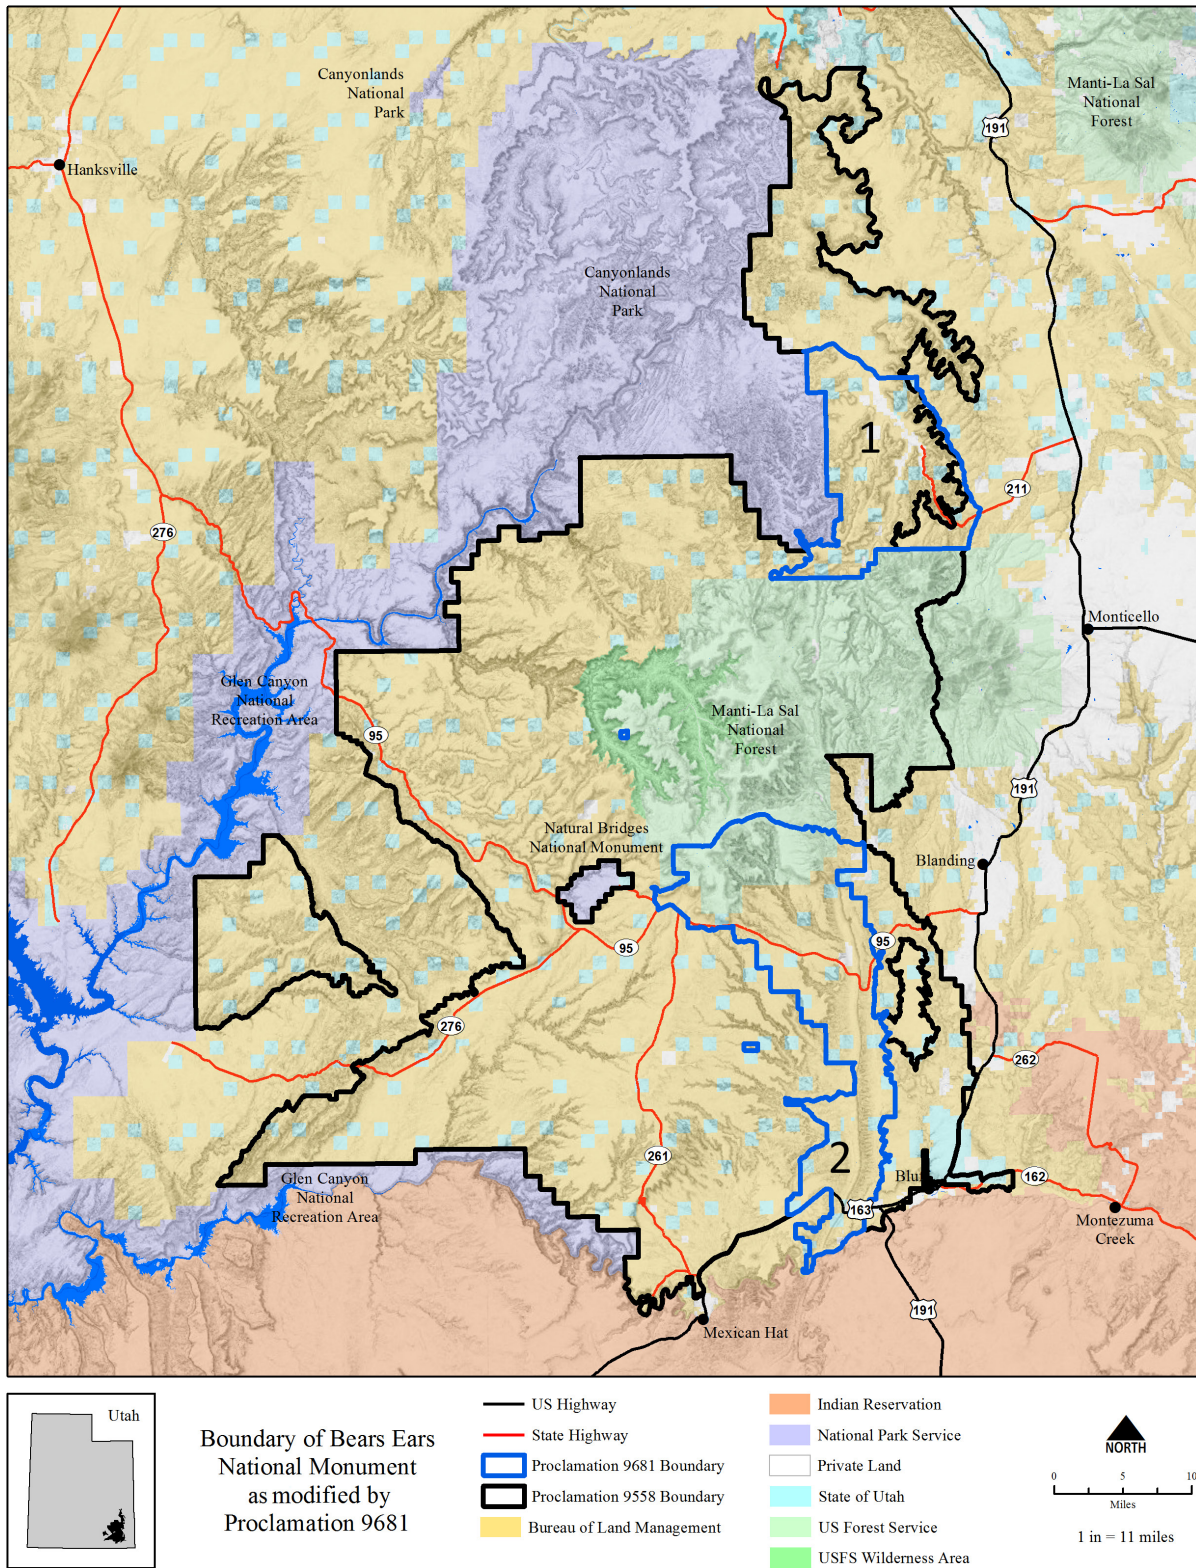 Canyonlands
National
Park
Manti-La Sal
National
Forest
191
Hanksville
Canyonlands
National
Park
1
211
276
Monticello
Glen Canyon
National
Recreation Area
95
Manti-La Sal
National
Forest
191
Natural Bridges
National Monument
Blanding
95
95
276
262
261
2
Bluff
162
Glen Canyon
National
Recreation Area
163
Montezuma
Creek
191
Mexican Hat
Utah
Boundary of Bears Ears
National Monument
as modified by
Proclamation 9681
US Highway
State Highway
Proclamation 9681 Boundary
Proclamation 9558 Boundary
Bureau of Land Management
Indian Reservation
National Park Service
Private Land
State of Utah
US Forest Service
USFS Wilderness Area
NORTH
0 5 10
Miles
1 in = 11 miles